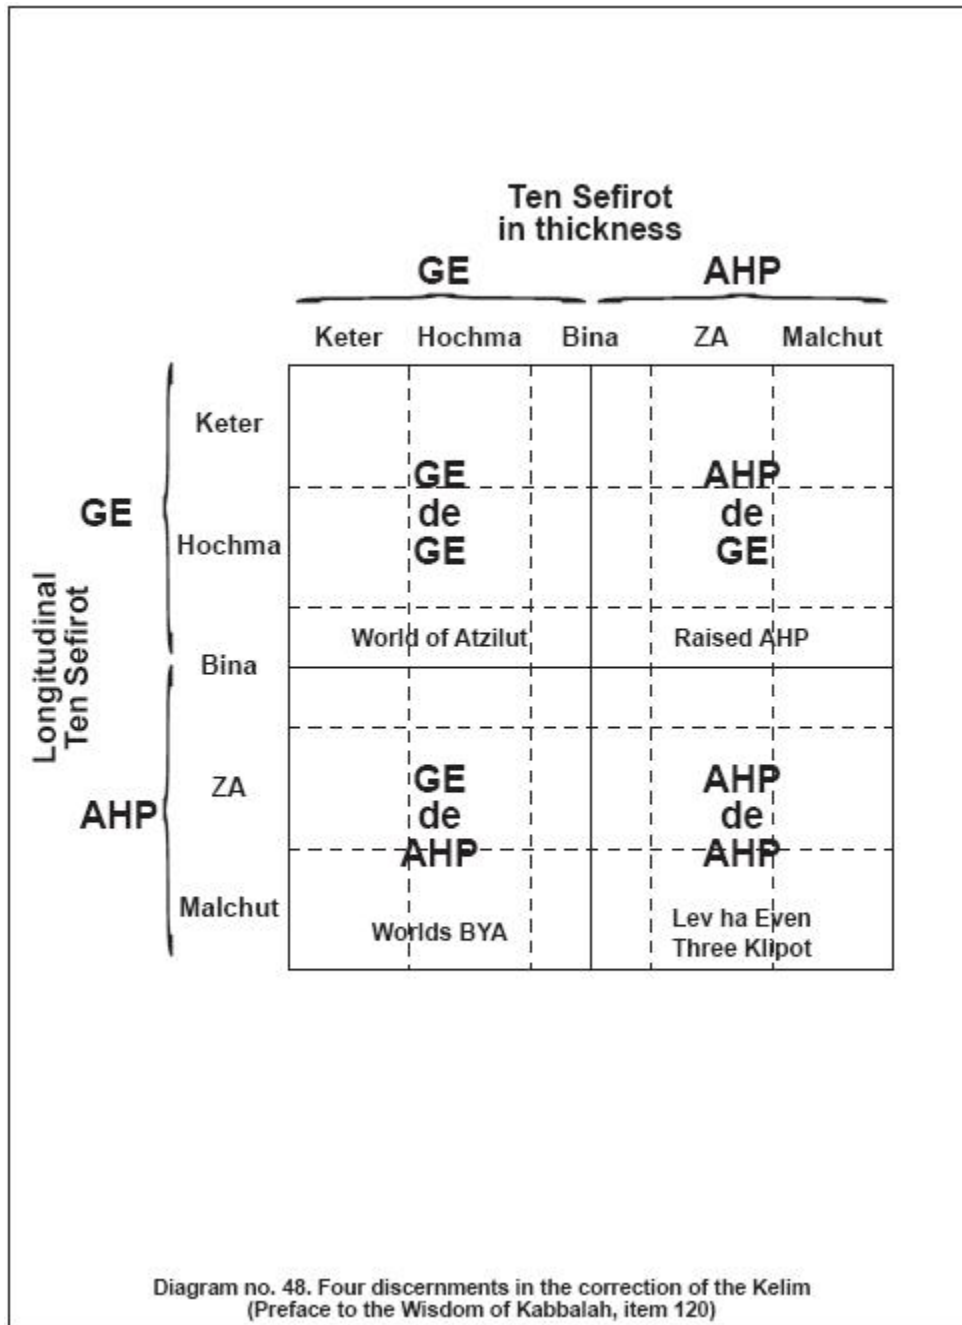 Ten Sefirot
in thickness
GE AHP
Keter Hochma Bina ZA Malchut
Keter
GE AHP
GE de de
Hochma GE GE
World of Atzilut Raised AHP
Longitudinal
Ten Sefirot
Bina
ZA GE AHP
AHP de de
AHP AHP
Malchut Worlds BYA Lev ha Even
Three Klipot
Diagram no. 48. Four discernments in the correction of the Kelim
(Preface to the Wisdom of Kabbalah, item 120)